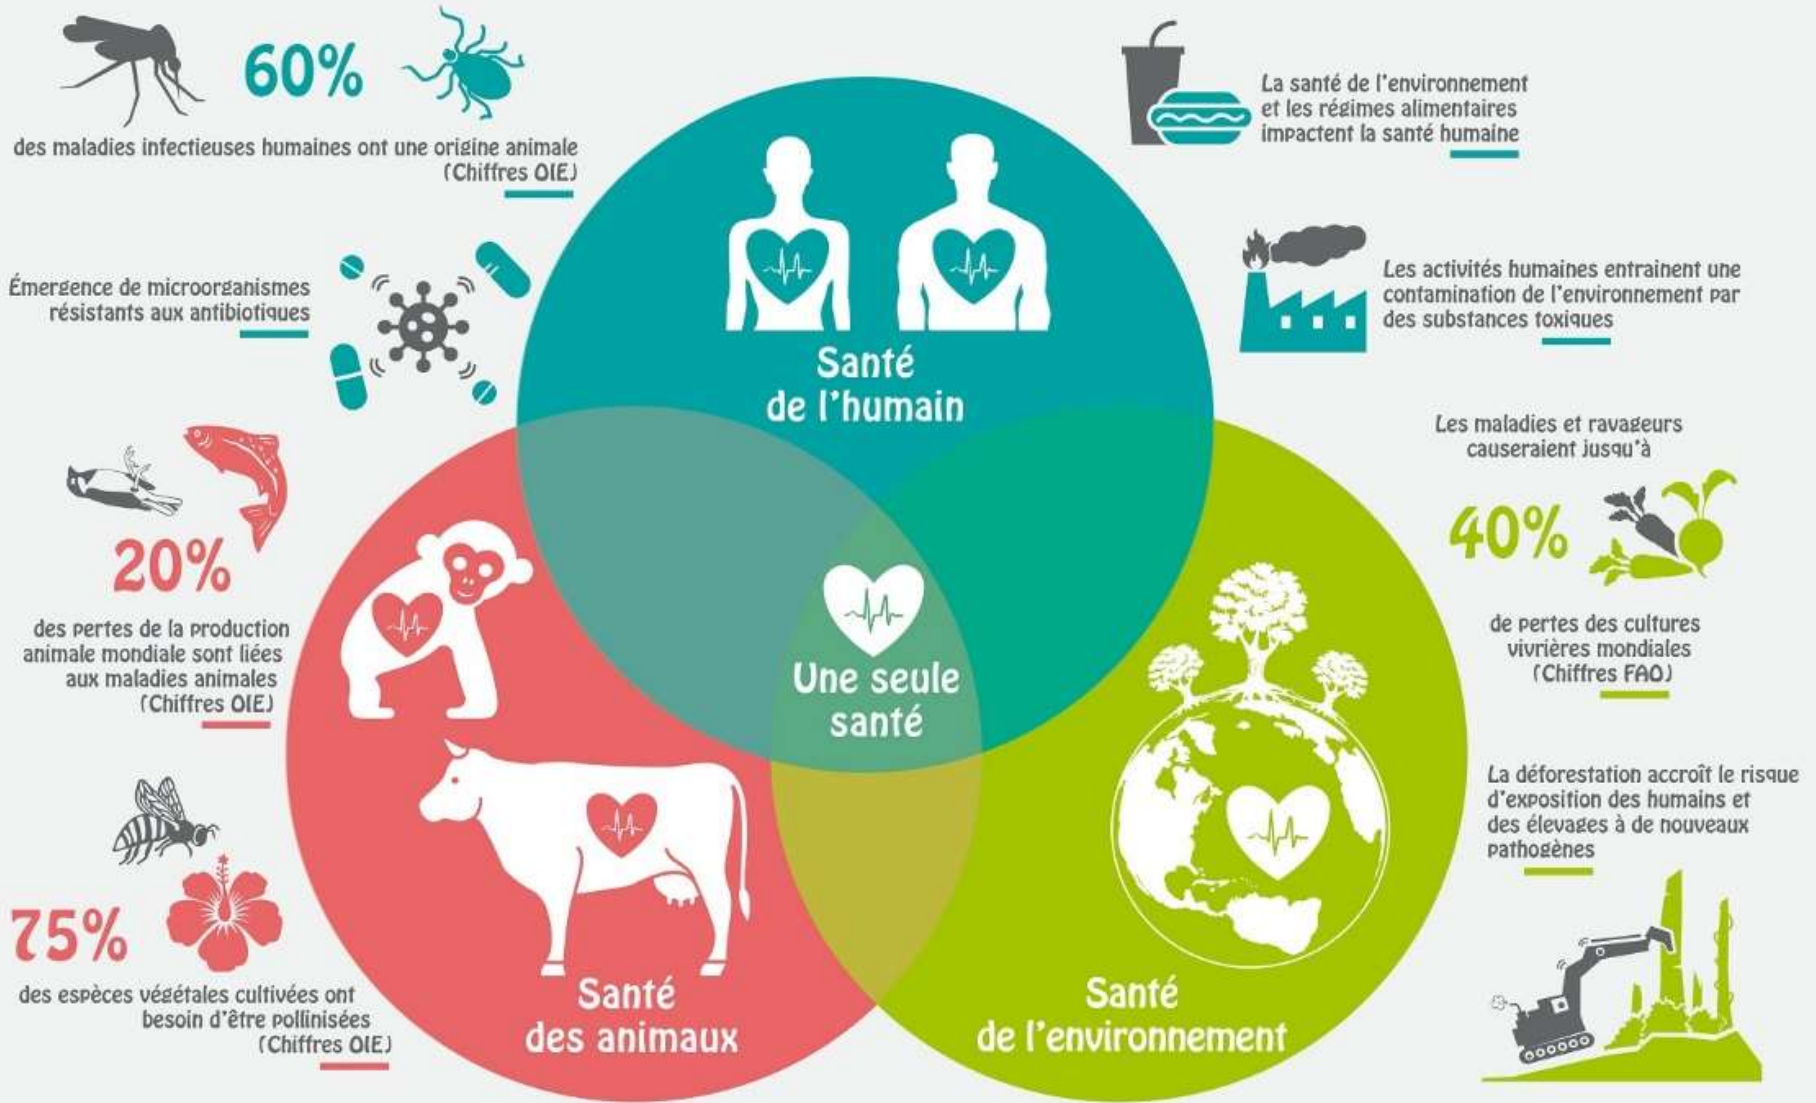 60%
des maladies infectieuses humaines ont une origine animale
(Chiffres OIE)
Émergence de microorganismes
résistants aux antibiotiques
20%
des pertes de la production
animale mondiale sont liées
aux maladies animales
(Chiffres OIE)
75%
des espèces végétales cultivées ont
besoin d'être pollinisées
(Chiffres OIE)
Santé
de l'humain
Une seule
santé
Santé
des animaux
Santé
de l'environnement
La santé de l'environnement
et les régimes alimentaires
impactent la santé humaine
Les activités humaines entrainent une
contamination de l'environnement par
des substances toxiques
Les maladies et ravageurs
causeraient jusqu'à
40%
de pertes des cultures
vivrières mondiales
(Chiffres FAO)
La déforestation accroît le risque
d'exposition des humains et
des élevages à de nouveaux
pathogènes